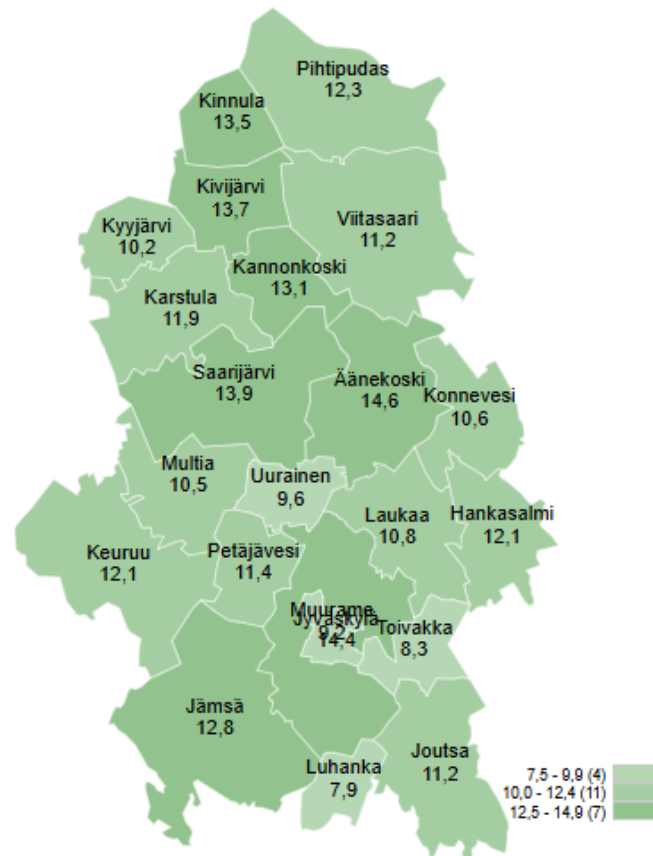 Pihtipudas
12,3
Kinnula
13,5
Kivijärvi
13,7
Viitasaari
11,2
Kyyjärvi
10,2
Kannonkoski
13,1
Karstula
11,9
Saarijärvi
13,9
Äänekoski
14,6
Konnevesi
10,6
Multia
10,5
Uurainen
9,6
Laukaa
10,8
Hankasalmi
12,1
Keuruu
12,1
Petäjävesi
11,4
Muurame
9,2
Jyväskylä
14,4
Toivakka
8,3
Jämsä
12,8
Joutsa
11,2
Luhanka
7,9
7,5 - 9,9 (4)
10,0 - 12,4 (11)
12,5 - 14,9 (7)